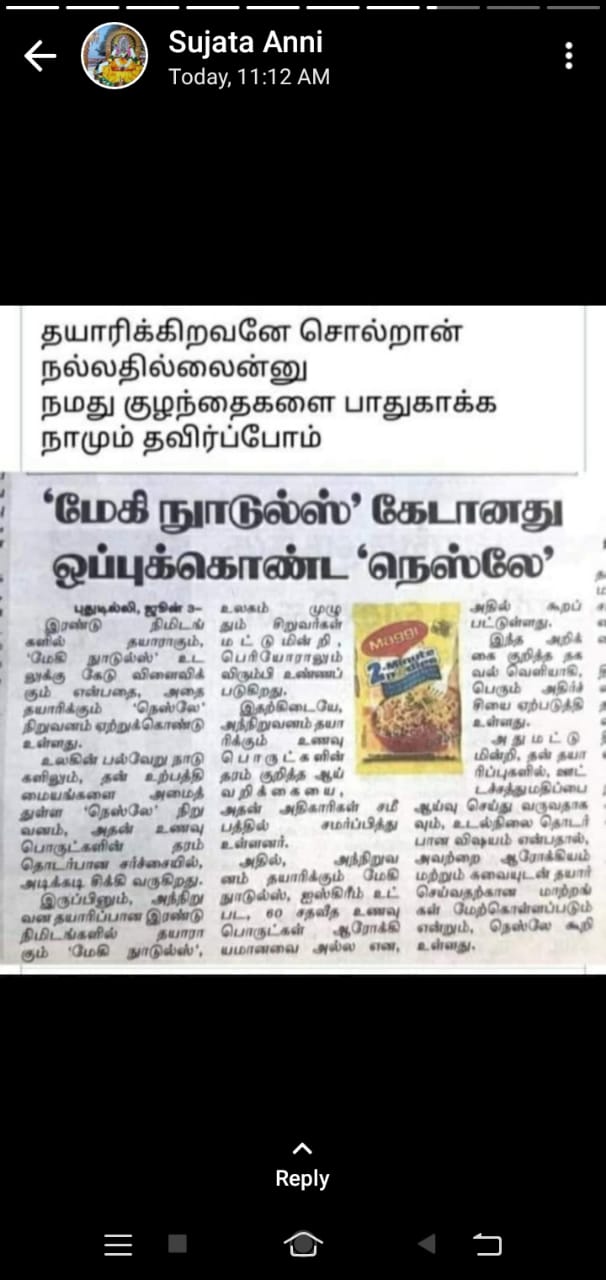 Sujata Anni
Today, 11:12 AM
தயாரிக்கிறவனே சொல்றான்
நல்லதில்லைன்னு
நமது குழந்தைகளை பாதுகாக்க
நாமும் தவிர்ப்போம்
‘மேகி நூடுல்ஸ்’ கேடானது
ஒப்புக்கொண்ட ‘நெஸ்லே’
புதுடில்லி, ஜூன் 3–
இரண்டு நிமிடங்
களில் தயாராகும்,
‘மேகி நூடுல்ஸ்’ உட
லுக்கு கேடு விளைவிக்
கும் என்பதை, அதை
தயாரிக்கும் ‘நெஸ்லே’
நிறுவனம் ஏற்றுக்கொண்டு
உள்ளது.
உலகின் பல்வேறு நாடு
களிலும், தன் உற்பத்தி
மையங்களை அமைத்
துள்ள ‘நெஸ்லே’ நிறு
வனம், அதன் உணவு
பொருட்களின் தரம்
தொடர்பான சர்ச்சையில்,
அடிக்கடி சிக்கி வருகிறது.
இருப்பினும், அந்நிறு
வன தயாரிப்பான இரண்டு
நிமிடங்களில் தயாரா
கும் ‘மேகி நூடுல்ஸ்’,
உலகம் முழு
தும் சிறுவர்கள்
மட்டுமின்றி,
பெரியோராலும்
விரும்பி உண்ணப்
படுகிறது.
இதற்கிடையே,
அந்நிறுவனம் தயா
ரிக்கும் உணவு
பொருட்களின்
தரம் குறித்த ஆய்
வறிக்கையை,
அதன் அதிகாரிகள் சமீ
பத்தில் சமர்ப்பித்து
உள்ளனர்.
அதில், அந்நிறுவ
னம் தயாரிக்கும் மேகி
நூடுல்ஸ், ஐஸ்கிரீம் உட்
பட, 60 சதவீத உணவு
பொருட்கள் ஆரோக்கி
யமானவை அல்ல என,
Maggi
2-Minute
noodles
அதில் கூறப்
பட்டுள்ளது.
இந்த அறிக்
கை குறித்த தக
வல் வெளியாகி,
பெரும் அதிர்ச்
சியை ஏற்படுத்தி
உள்ளது.
அதுமட்டு
மின்றி, தன் தயா
ரிப்புகளில், ஊட்
டச்சத்துமதிப்பை
ஆய்வு செய்து வருவதாக
வும், உடல்நிலை தொடர்
பான விஷயம் என்பதால்,
அவற்றை ஆரோக்கியம்
மற்றும் சுவையுடன் தயார்
செய்வதற்கான மாற்றங்
கள் மேற்கொள்ளப்படும்
என்றும், நெஸ்லே கூறி
உள்ளது.
Reply